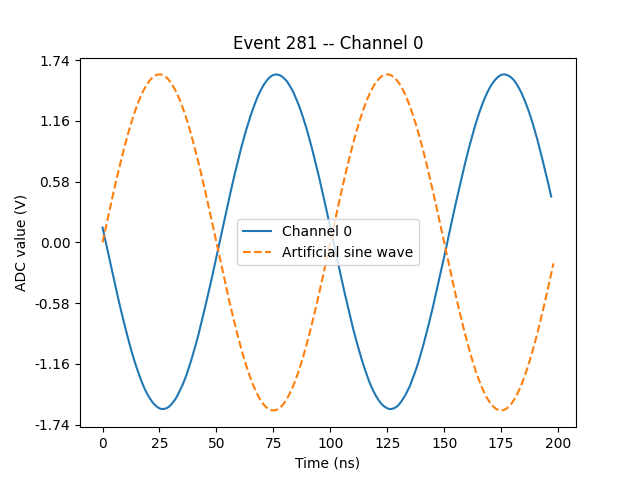 Event 281 -- Channel 0
1.74
1.16
0.58
0.00
-0.58
-1.16
-1.74
ADC value (V)
Channel 0
Artificial sine wave
0 25 50 75 100 125 150 175 200
Time (ns)